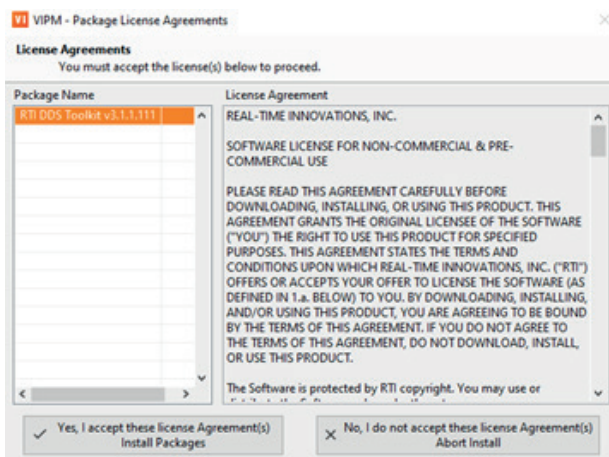 VI VIPM - Package License Agreements
License Agreements
You must accept the license(s) below to proceed.
Package Name
RTI DDS Toolkit v3.1.1.111
License Agreement
REAL-TIME INNOVATIONS, INC.
SOFTWARE LICENSE FOR NON-COMMERCIAL & PRE-
COMMERCIAL USE
PLEASE READ THIS AGREEMENT CAREFULLY BEFORE
DOWNLOADING, INSTALLING, OR USING THIS PRODUCT. THIS
AGREEMENT GRANTS THE ORIGINAL LICENSEE OF THE SOFTWARE
("YOU") THE RIGHT TO USE THIS PRODUCT FOR SPECIFIED
PURPOSES. THIS AGREEMENT STATES THE TERMS AND
CONDITIONS UPON WHICH REAL-TIME INNOVATIONS, INC. ("RTI")
OFFERS OR ACCEPTS YOUR OFFER TO LICENSE THE SOFTWARE (AS
DEFINED IN 1.a. BELOW) TO YOU. BY DOWNLOADING, INSTALLING,
AND/OR USING THIS PRODUCT, YOU ARE AGREEING TO BE BOUND
BY THE TERMS OF THIS AGREEMENT. IF YOU DO NOT AGREE TO
THE TERMS OF THIS AGREEMENT, DO NOT DOWNLOAD, INSTALL,
OR USE THIS PRODUCT.
The Software is protected by RTI copyright. You may use or
Yes, I accept these license Agreement(s)
Install Packages
No, I do not accept these license Agreement(s)
Abort Install